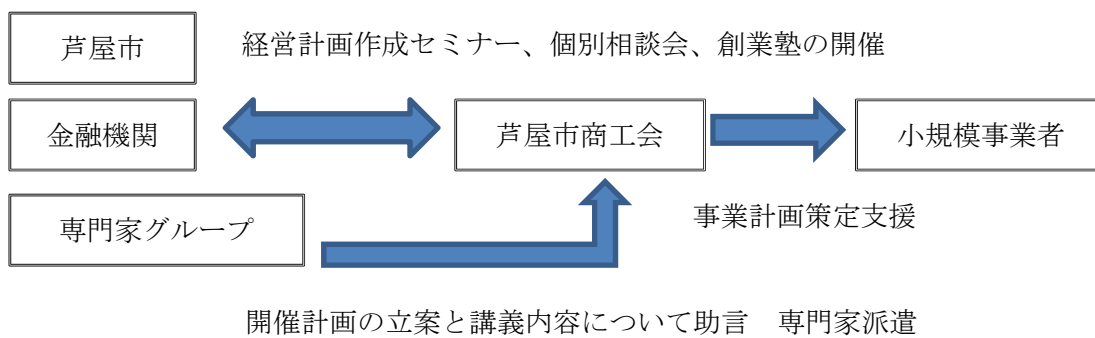 芦屋市
経営計画作成セミナー、個別相談会、創業塾の開催
金融機関
芦屋市商工会
小規模事業者
専門家グループ
事業計画策定支援
開催計画の立案と講義内容について助言　専門家派遣